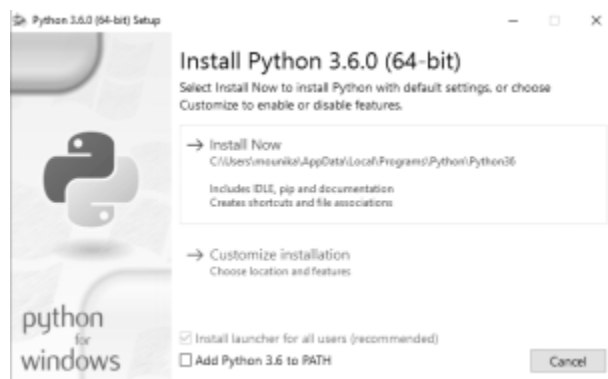 Python 3.6.0 (64-bit) Setup
Install Python 3.6.0 (64-bit)
Select Install Now to install Python with default settings, or choose
Customize to enable or disable features.
Install Now
C:\Users\mounika\AppData\Local\Programs\Python\Python36
Includes IDLE, pip and documentation
Creates shortcuts and file associations
Customize installation
Choose location and features
python
for
windows
Install launcher for all users (recommended)
Add Python 3.6 to PATH
Cancel